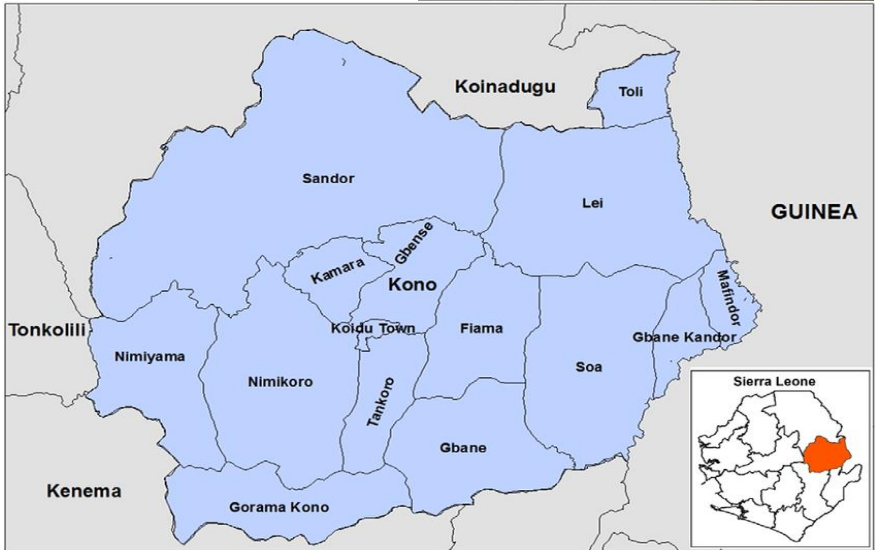 Koinadugu
Toli
Sandor
Lei
GUINEA
Gbense
Kamara
Kono
Mafindor
Tonkolili
Koidu Town
Fiama
Gbane Kandor
Nimiyama
Soa
Nimikoro
Tankoro
Sierra Leone
Gbane
Kenema
Gorama Kono